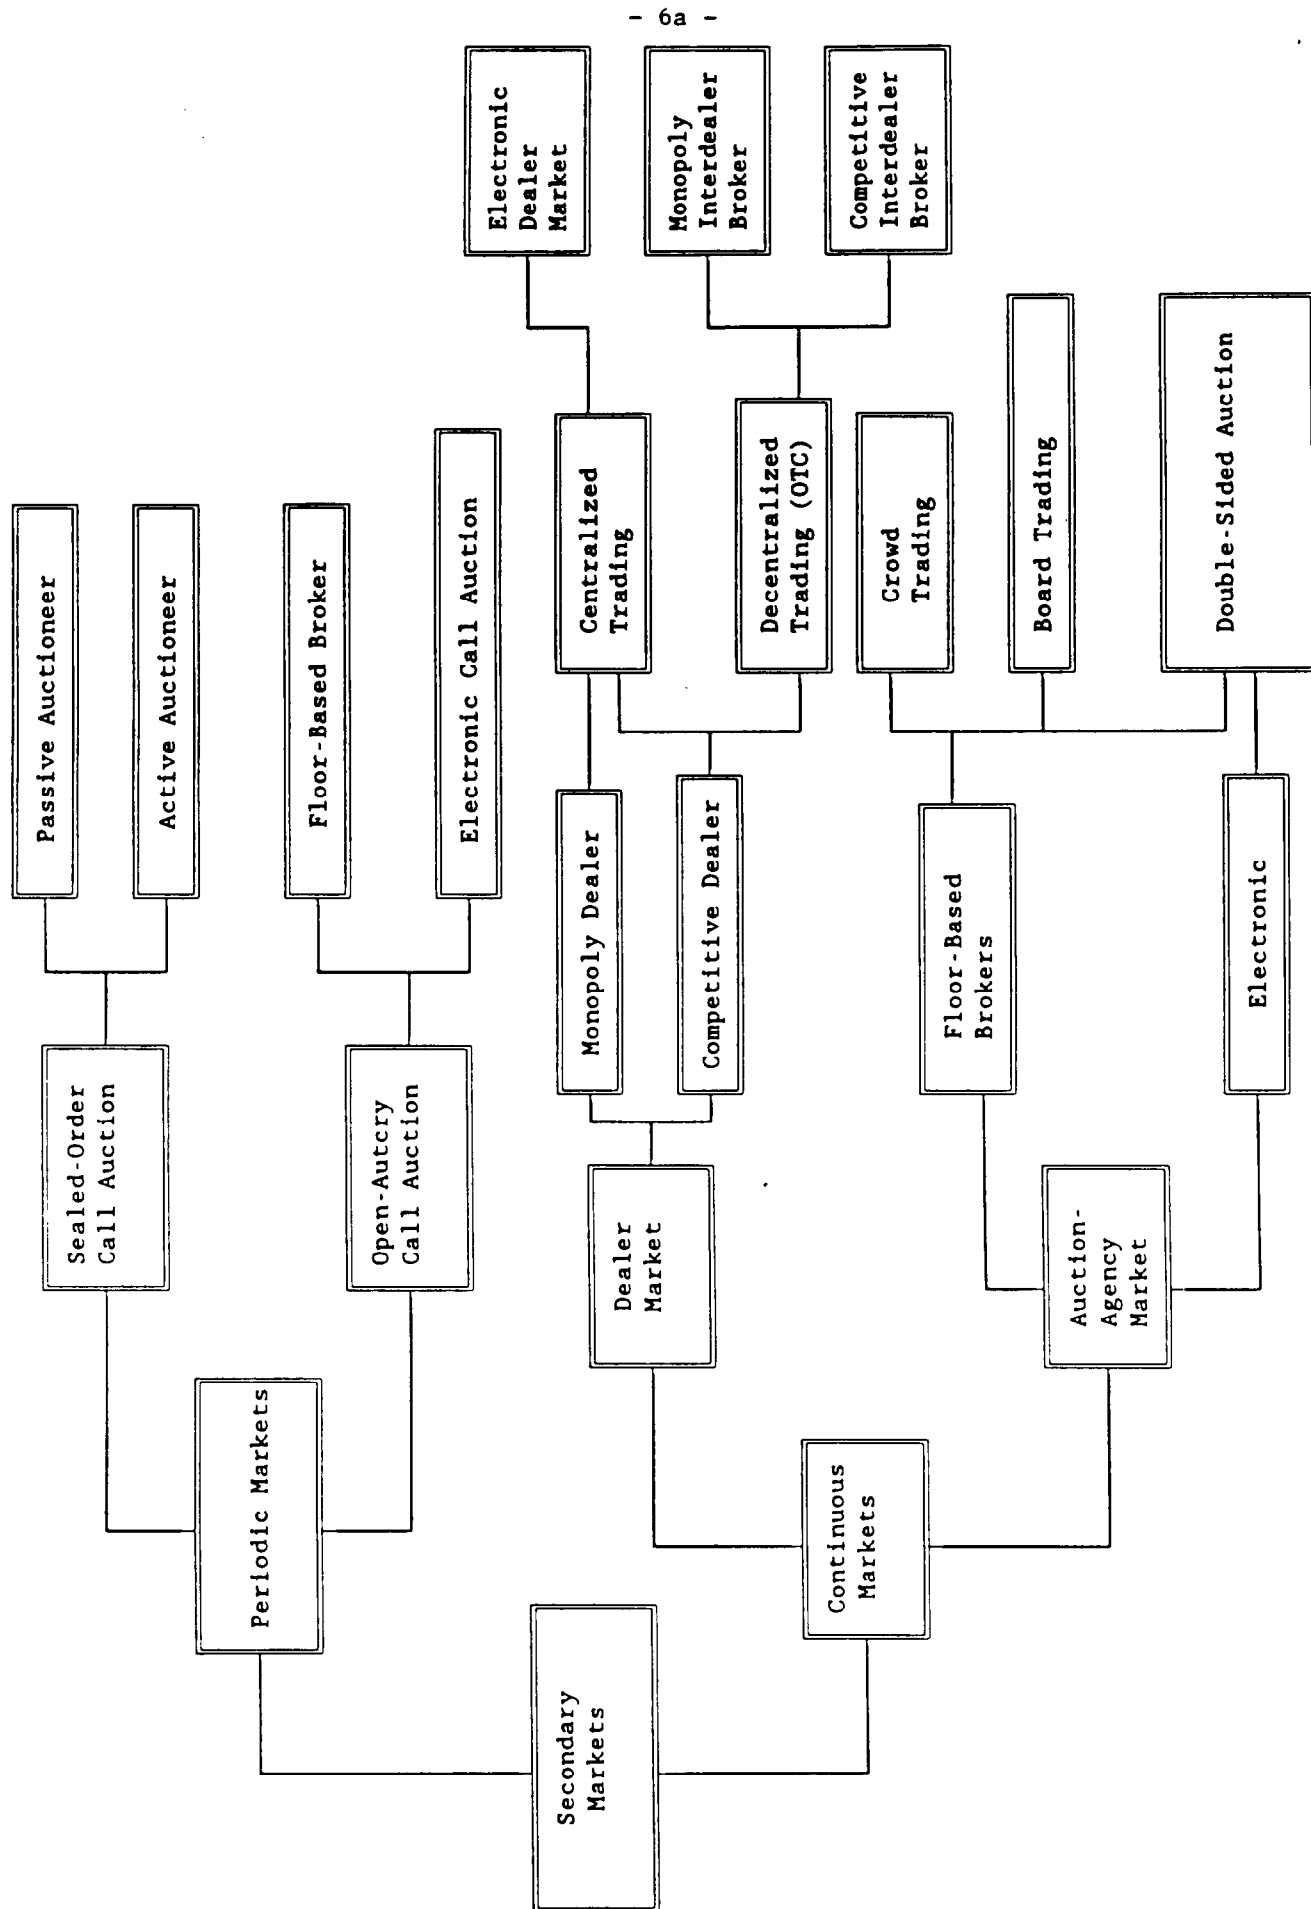 - 6a -
Secondary
Markets
Periodic Markets
Continuous
Markets
Sealed-Order
Call Auction
Open-Autcry
Call Auction
Dealer
Market
Auction-
Agency
Market
Passive Auctioneer
Active Auctioneer
Floor-Based Broker
Electronic Call Auction
Monopoly Dealer
Competitive Dealer
Floor-Based
Brokers
Electronic
Centralized
Trading
Decentralized
Trading (OTC)
Crowd
Trading
Board Trading
Double-Sided Auction
Electronic
Dealer
Market
Monopoly
Interdealer
Broker
Competitive
Interdealer
Broker